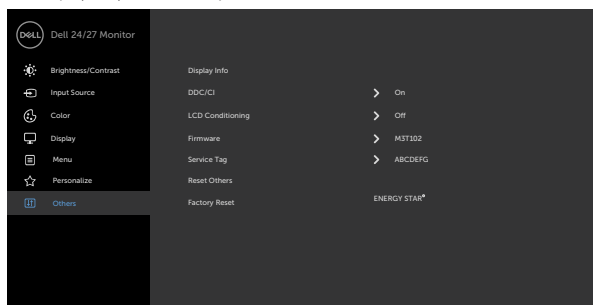 DELL
Dell 24/27 Monitor
Brightness/Contrast
Display Info
Input Source
DDC/CI
On
Color
LCD Conditioning
Off
Display
Firmware
M3T102
Menu
Service Tag
ABCDEFG
Personalize
Reset Others
Others
Factory Reset
ENERGY STAR®